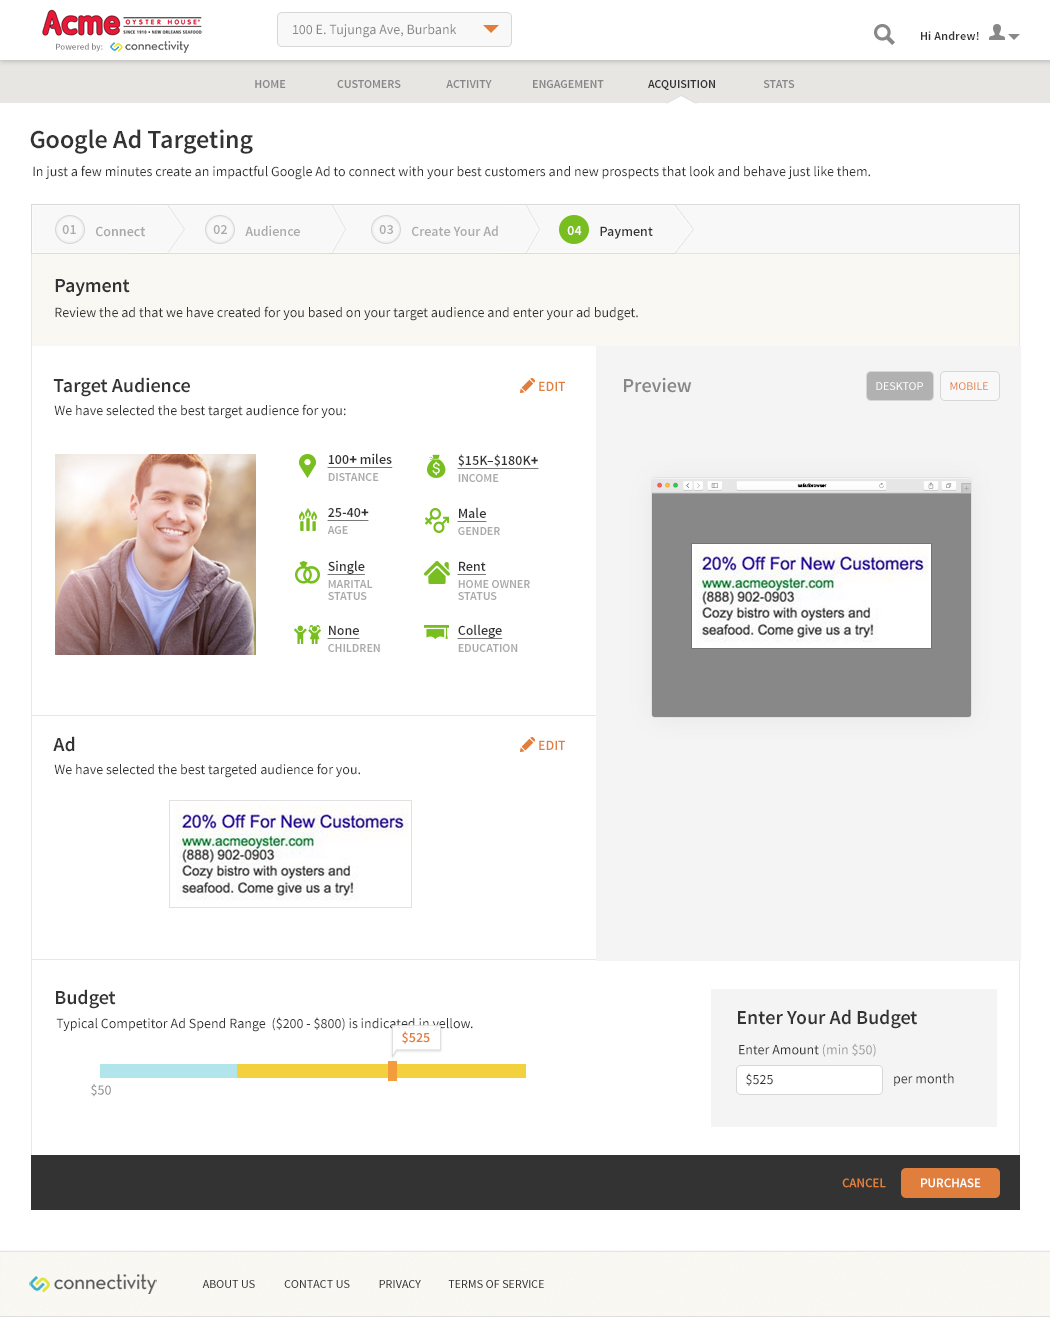 Acme OYSTER HOUSE
SINCE 1910 • NEW ORLEANS SEAFOOD
Powered by: connectivity
100 E. Tujunga Ave, Burbank
Hi Andrew!
HOME CUSTOMERS ACTIVITY ENGAGEMENT ACQUISITION STATS
Google Ad Targeting
In just a few minutes create an impactful Google Ad to connect with your best customers and new prospects that look and behave just like them.
01 Connect 02 Audience 03 Create Your Ad 04 Payment
Payment
Review the ad that we have created for you based on your target audience and enter your ad budget.
Target Audience
EDIT
We have selected the best target audience for you:
100+ miles
DISTANCE
$15K–$180K+
INCOME
25-40+
AGE
Male
GENDER
Single
MARITAL
STATUS
Rent
HOME OWNER
STATUS
None
CHILDREN
College
EDUCATION
Preview
DESKTOP MOBILE
20% Off For New Customers
www.acmeoyster.com
(888) 902-0903
Cozy bistro with oysters and
seafood. Come give us a try!
Ad
EDIT
We have selected the best targeted audience for you.
20% Off For New Customers
www.acmeoyster.com
(888) 902-0903
Cozy bistro with oysters and
seafood. Come give us a try!
Budget
Typical Competitor Ad Spend Range ($200 - $800) is indicated in yellow.
$525
$50
Enter Your Ad Budget
Enter Amount (min $50)
$525 per month
CANCEL PURCHASE
connectivity ABOUT US CONTACT US PRIVACY TERMS OF SERVICE